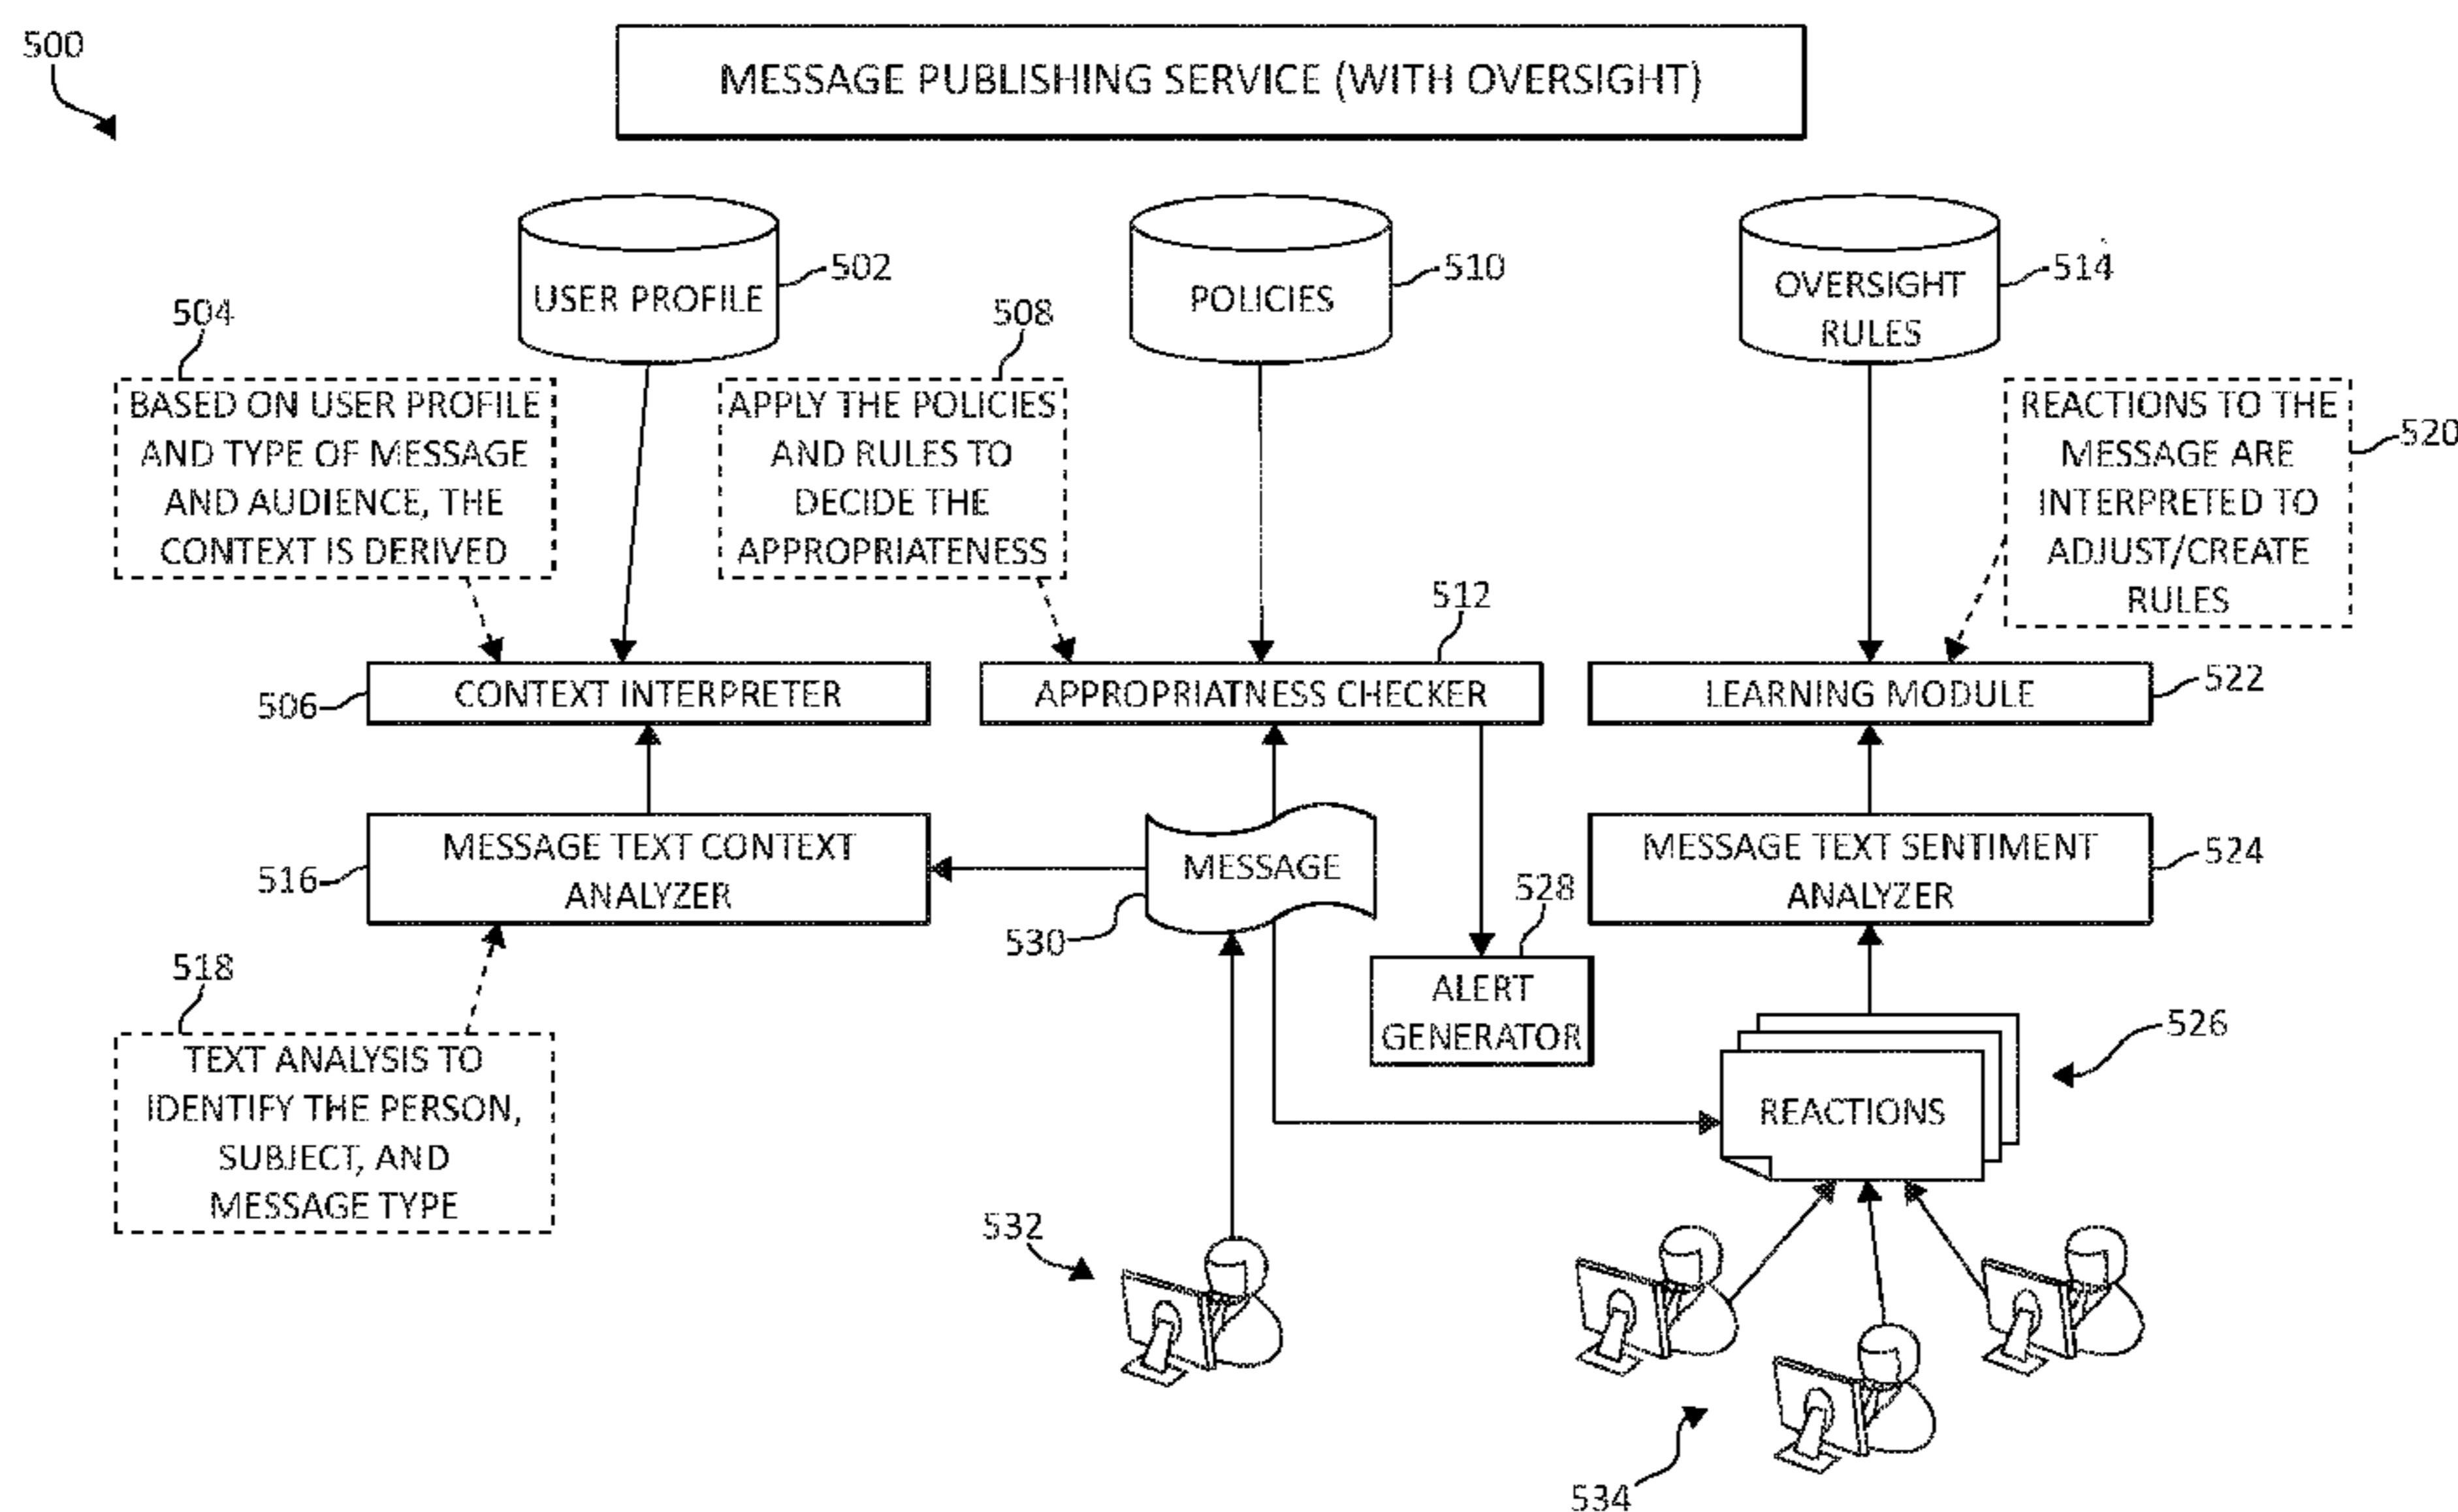 500
MESSAGE PUBLISHING SERVICE (WITH OVERSIGHT)
USER PROFILE
502
POLICIES
510
OVERSIGHT
RULES
514
504
BASED ON USER PROFILE
AND TYPE OF MESSAGE
AND AUDIENCE, THE
CONTEXT IS DERIVED
508
APPLY THE POLICIES
AND RULES TO
DECIDE THE
APPROPRIATENESS
REACTIONS TO THE
MESSAGE ARE
INTERPRETED TO
ADJUST/CREATE
RULES
520
512
506
CONTEXT INTERPRETER
APPROPRIATNESS CHECKER
LEARNING MODULE
522
516
MESSAGE TEXT CONTEXT
ANALYZER
MESSAGE
530
MESSAGE TEXT SENTIMENT
ANALYZER
524
528
ALERT
GENERATOR
518
TEXT ANALYSIS TO
IDENTIFY THE PERSON,
SUBJECT, AND
MESSAGE TYPE
REACTIONS
526
532
534